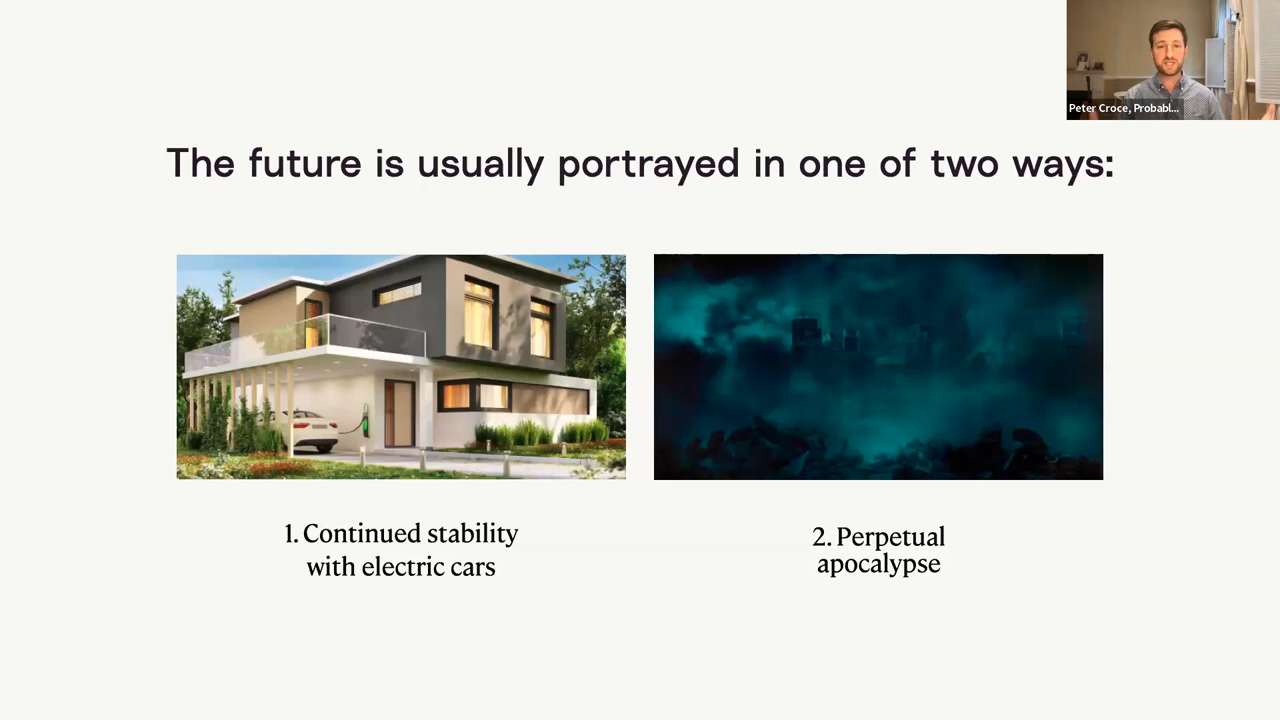 Peter Croce, Probabl...
The future is usually portrayed in one of two ways:
1. Continued stability
with electric cars
2. Perpetual
apocalypse